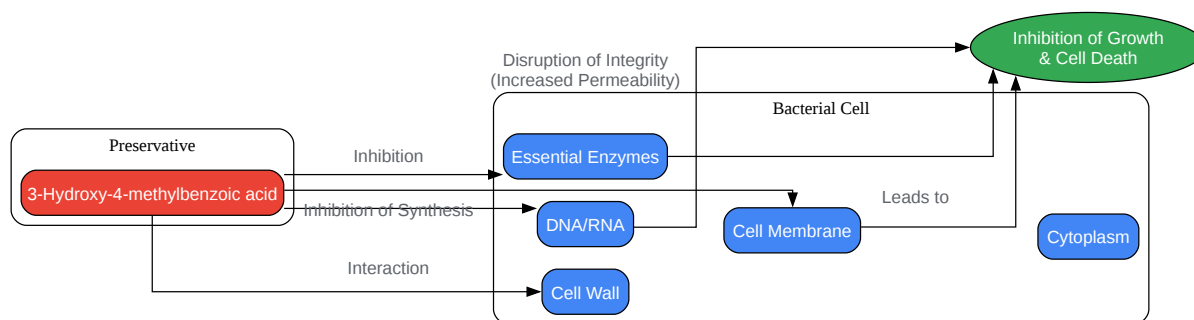 Inhibition of Growth
& Cell Death
Disruption of Integrity
(Increased Permeability)
Bacterial Cell
Preservative
Inhibition
Essential Enzymes
3-Hydroxy-4-methylbenzoic acid
Inhibition of Synthesis
DNA/RNA
Cell Membrane
Leads to
Cytoplasm
Interaction
Cell Wall